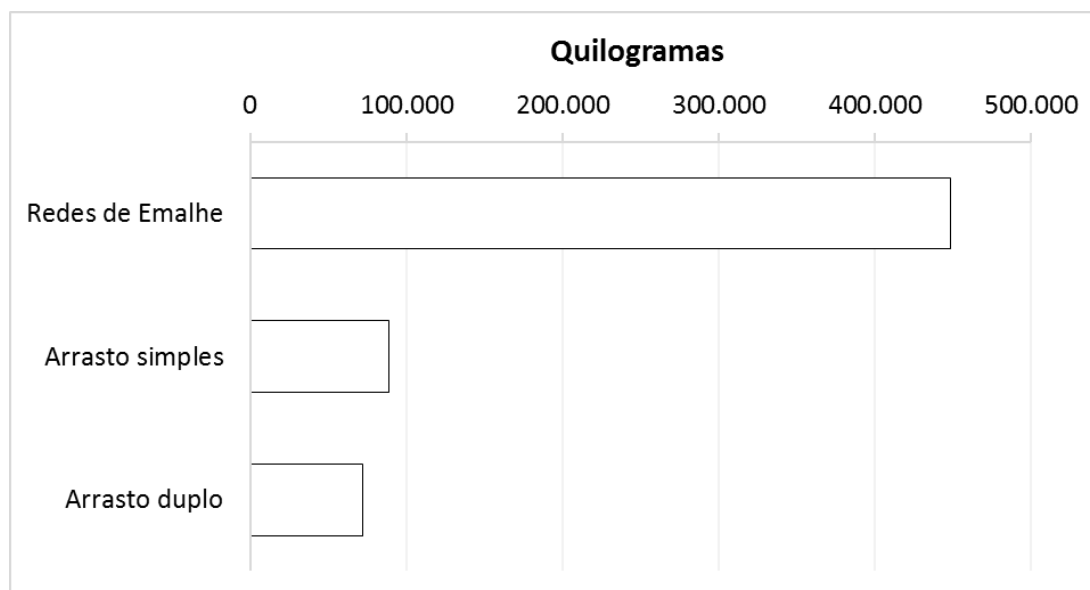 Quilogramas
0 100.000 200.000 300.000 400.000 500.000
Redes de Emalhe
Arrasto simples
Arrasto duplo